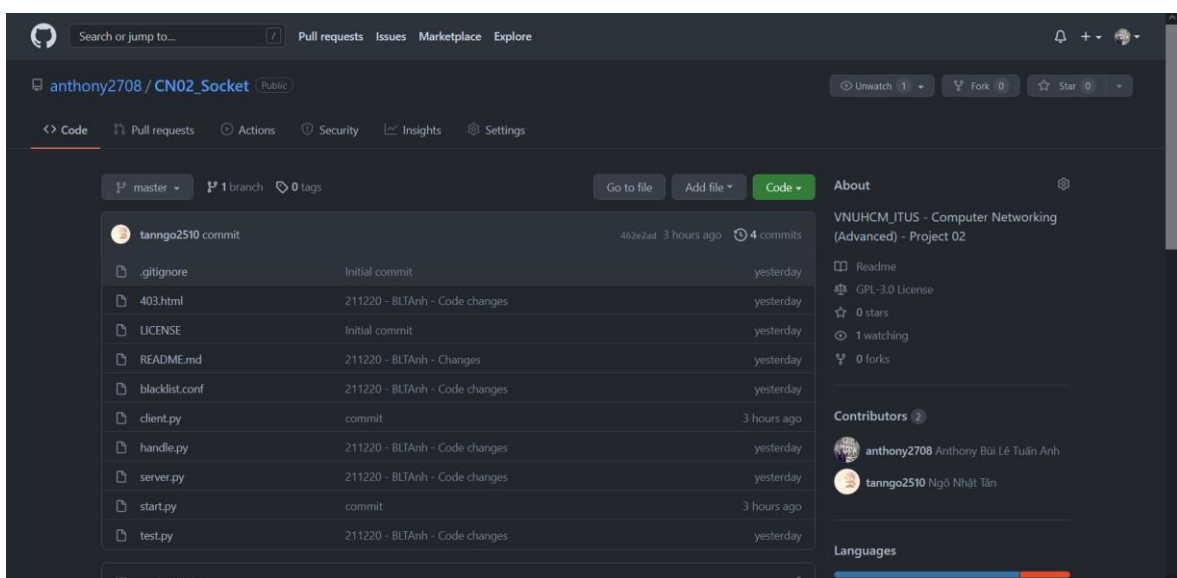 Search or jump to... / Pull requests Issues Marketplace Explore
anthony2708 / CN02_Socket Public
Unwatch 1 Fork 0 Star 0
Code Pull requests Actions Security Insights Settings
master 1 branch 0 tags Go to file Add file Code
tanngo2510 commit 462e2ad 3 hours ago 4 commits
.gitignore Initial commit yesterday
403.html 211220 - BLTAnh - Code changes yesterday
LICENSE Initial commit yesterday
README.md 211220 - BLTAnh - Changes yesterday
blacklist.conf 211220 - BLTAnh - Code changes yesterday
client.py commit 3 hours ago
handle.py 211220 - BLTAnh - Code changes yesterday
server.py 211220 - BLTAnh - Code changes yesterday
start.py commit 3 hours ago
test.py 211220 - BLTAnh - Code changes yesterday
About
VNUHCM_ITUS - Computer Networking
(Advanced) - Project 02
Readme
GPL-3.0 License
0 stars
1 watching
0 forks
Contributors 2
anthony2708 Anthony Bùi Lê Tuấn Anh
tanngo2510 Ngô Nhật Tân
Languages